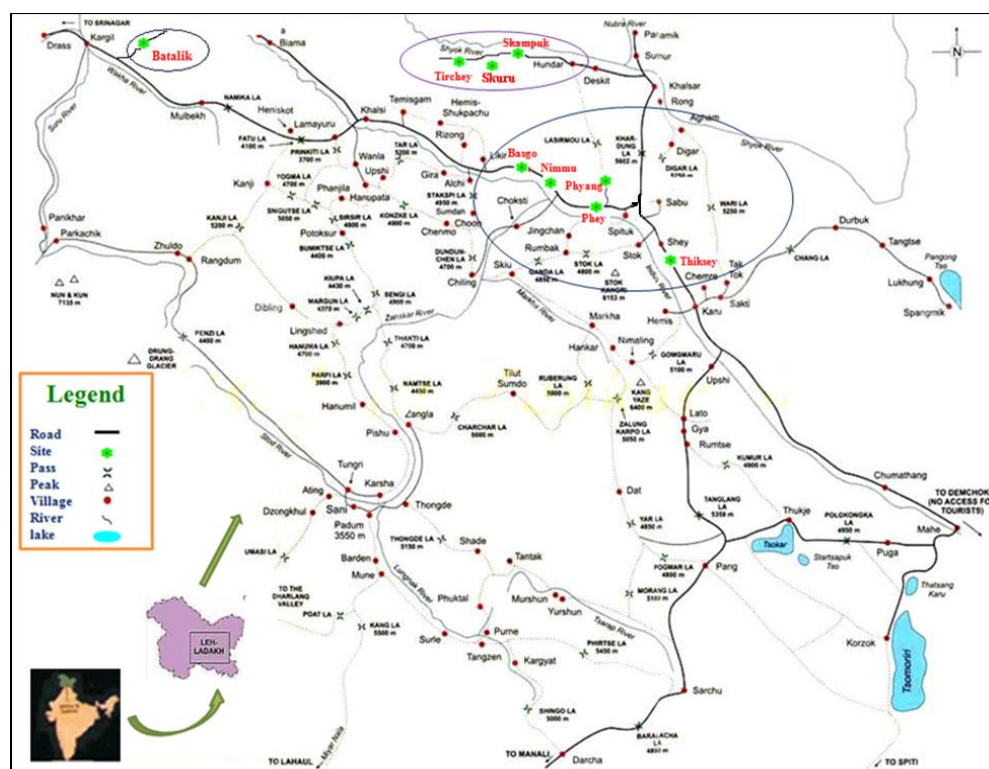 TO SRINAGAR
Drass
Kargil
Batalik
a
Biama
Wakha River
Suru River
NAMIKA LA
Mulbekh
Heniskot
Lamayuru
FATU LA
4100 m
PRINKITI LA
3700 m
Khalsi
Temisgam
Hemis-
Shukpachu
Rizong
Likir
TAR LA
5200 m
Wanla
Upshi
Gira
Alchi
YOGMA LA
4700 m
Phanjila
Hanupata
STAKSPI LA
4950 m
Sumdah
Choon
Kanji
SNIGUTSE LA
5050 m
SIRSIR LA
4800 m
KONZKE LA
4900 m
Chenmo
KANJI LA
5200 m
Potoksur
BUMIKTSE LA
4400 m
DUNDUN-
CHEN LA
4700 m
Panikhar
Parkachik
Zhuldo
Rangdum
NUN & KUN
7135 m
Dibling
MARGUN LA
4370 m
SENGI LA
4900 m
Chiling
Zanskar River
Lingshed
HANUMA LA
4700 m
THAKTI LA
4700 m
PENZI LA
4400 m
DRUNG-
DRANG
GLACIER
PARFI LA
3900 m
NAMTSE LA
4450 m
Hanumil
Zangla
Pishu
CHARCHAR LA
5000 m
Tilut
Sumdo
Shyok River
Nubra River
Skampuk
Tirchey
Skuru
Hundar
Deskit
Sumur
Khalsar
Rong
Agham
Shyok River
LASIRMOU LA
KHAR-
DUNG
LA
5602 m
Digar
DIGAR LA
WARI LA
5250 m
Basgo
Nimmu
Phyang
Phey
Sabu
Choksti
Jingchan
Rumbak
Spituk
Stok
Shey
Thiksey
Skiu
GANDA LA
STOK LA
4800 m
STOK
KANGRI
6153 m
Indus River
Chemre
Tak
Tok
Sakti
Karu
Hemis
CHANG LA
Durbuk
Tangtse
Pangong
Tso
Lukhung
Spangmik
Markha River
Markha
Hankar
Nimaling
GONGMARU LA
5100 m
Upshi
RUBERUNG
LA
5000 m
KANG
YAZE
6400 m
ZALUNG
KARPO LA
5050 m
Lato
Gya
Rumtse
KUMUR LA
4900 m
Dat
TANGLANG
LA
5359 m
YAR LA
4950 m
Chumathang
TO DEMCHOK
(NO ACCESS FOR
TOURISTS)
Mahe
Thukje
POLOKONGKA
LA
4950 m
Tsokar
Startsapuk
Tso
Puga
Pang
POGMAR LA
4800 m
MORANG LA
Thatsang
Karu
Korzok
Tsomoriri
Legend
Road
Site
Pass
Peak
Village
River
lake
Stod River
Tungri
Ating
Karsha
Dzongkhul
Sani
Padum
3550 m
Thongde
UMASI LA
Barden
Mune
THONGDE LA
5150 m
Shade
Tantak
TO THE
DHARLANG
VALLEY
POAT LA
KANG LA
5500 m
Lungnak River
Phuktal
Murshun
Yurshun
Tsarap River
Surle
Purne
Tangzen
Kargyat
PHIRTSE LA
5450 m
SHINGO LA
5000 m
Sarchu
BARALACHA
LA
TO LAHAUL
Miyar Nala
TO MANALI
Darcha
TO SPITI
LEH-
LADAKH
N